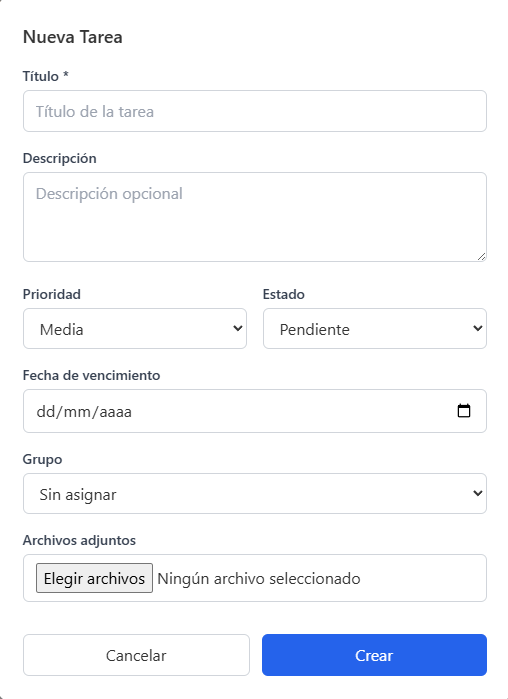 Nueva Tarea
Título *
Título de la tarea
Descripción
Descripción opcional
Prioridad Estado
Media Pendiente
Fecha de vencimiento
dd/mm/aaaa
Grupo
Sin asignar
Archivos adjuntos
Elegir archivos Ningún archivo seleccionado
Cancelar Crear